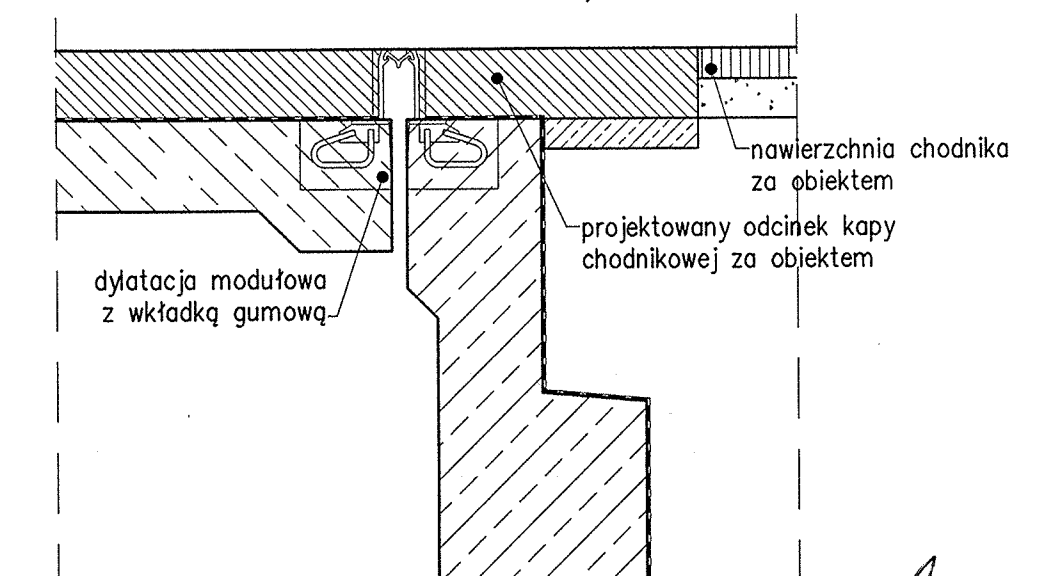 nawierzchnia chodnika
za obiektem
projektowany odcinek kapy
chodnikowej za obiektem
dylatacja modułowa
z wkładką gumową